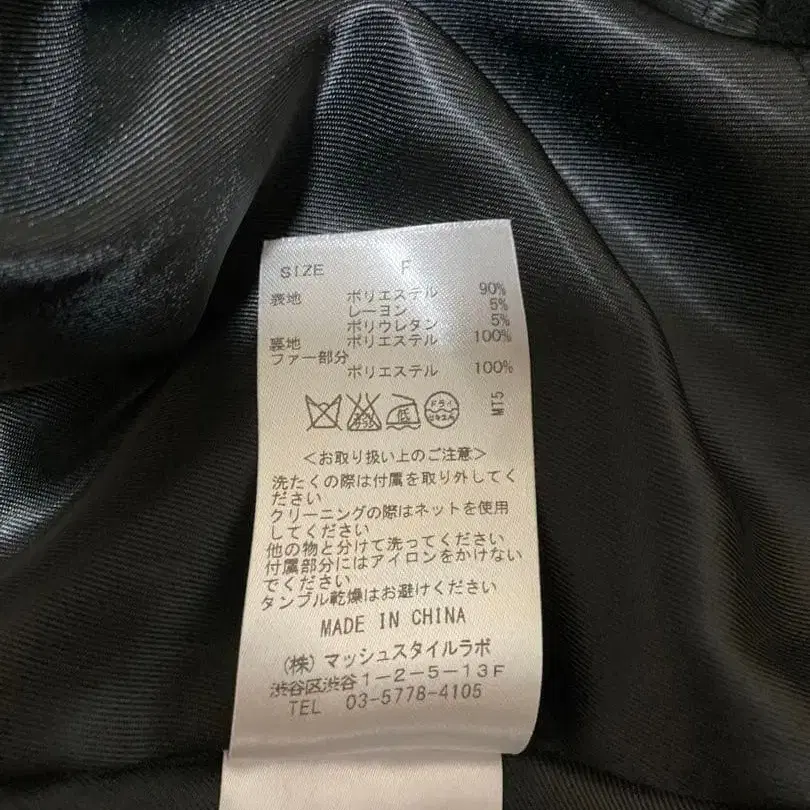 SIZE F
表地 ポリエステル 90%
レーヨン 5%
ポリウレタン 5%
裏地 ポリエステル 100%
ファー部分
ポリエステル 100%
低 ドライ
MT5
<お取り扱い上のご注意>
洗たくの際は付属を取り外してく
ださい
クリーニングの際はネットを使用
してください
他の物と分けて洗ってください
付属部分にはアイロンをかけない
でください
タンブル乾燥はお避けください
MADE IN CHINA
(株)マッシュスタイルラボ
渋谷区渋谷1-2-5-13F
TEL 03-5778-4105